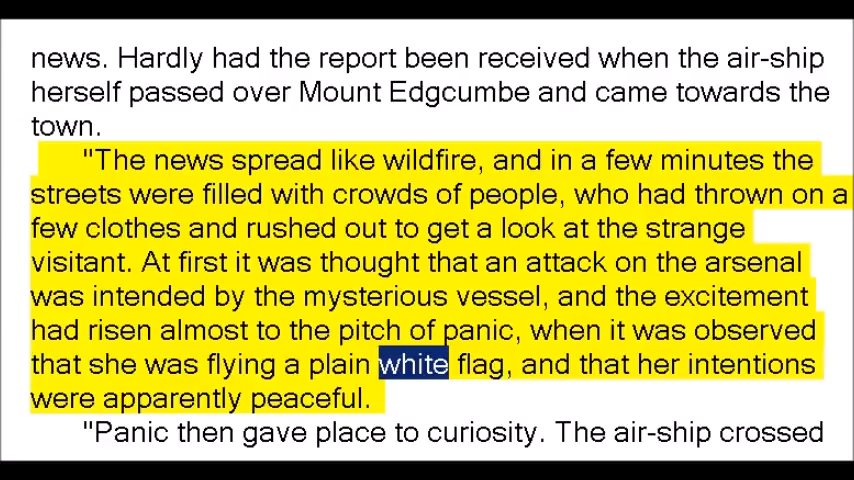 news. Hardly had the report been received when the air-ship
herself passed over Mount Edgcumbe and came towards the
town.
"The news spread like wildfire, and in a few minutes the
streets were filled with crowds of people, who had thrown on a
few clothes and rushed out to get a look at the strange
visitant. At first it was thought that an attack on the arsenal
was intended by the mysterious vessel, and the excitement
had risen almost to the pitch of panic, when it was observed
that she was flying a plain white flag, and that her intentions
were apparently peaceful.
"Panic then gave place to curiosity. The air-ship crossed